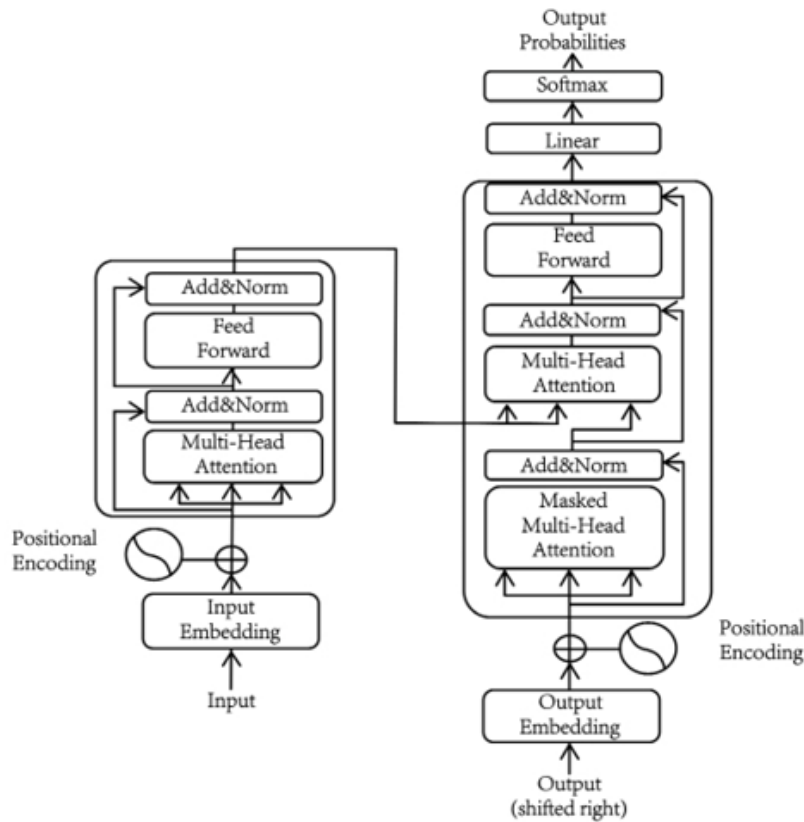 Output
Probabilities
Softmax
Linear
Add&Norm
Feed
Forward
Add&Norm
Multi-Head
Attention
Add&Norm
Masked
Multi-Head
Attention
Positional
Encoding
Output
Embedding
Output
(shifted right)
Add&Norm
Feed
Forward
Add&Norm
Multi-Head
Attention
Positional
Encoding
Input
Embedding
Input